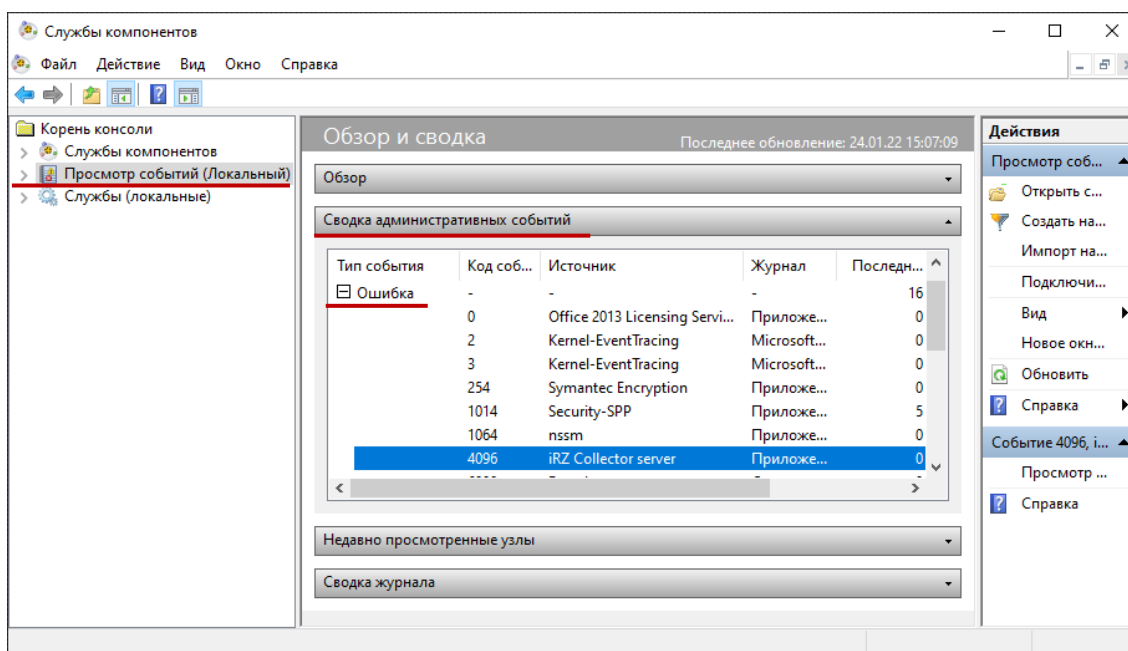 Службы компонентов
Файл Действие Вид Окно Справка
Корень консоли
Службы компонентов
Просмотр событий (Локальный)
Службы (локальные)
Обзор и сводка Последнее обновление: 24.01.22 15:07:09
Обзор
Сводка административных событий
Тип события Код соб... Источник Журнал Последн...
Ошибка - - - 16
0 Office 2013 Licensing Servi... Приложе... 0
2 Kernel-EventTracing Microsoft... 0
3 Kernel-EventTracing Microsoft... 0
254 Symantec Encryption Приложе... 0
1014 Security-SPP Приложе... 5
1064 nssm Приложе... 0
4096 iRZ Collector server Приложе... 0
Недавно просмотренные узлы
Сводка журнала
Действия
Просмотр соб...
Открыть с...
Создать на...
Импорт на...
Подключи...
Вид
Новое окн...
Обновить
Справка
Событие 4096, i...
Просмотр ...
Справка